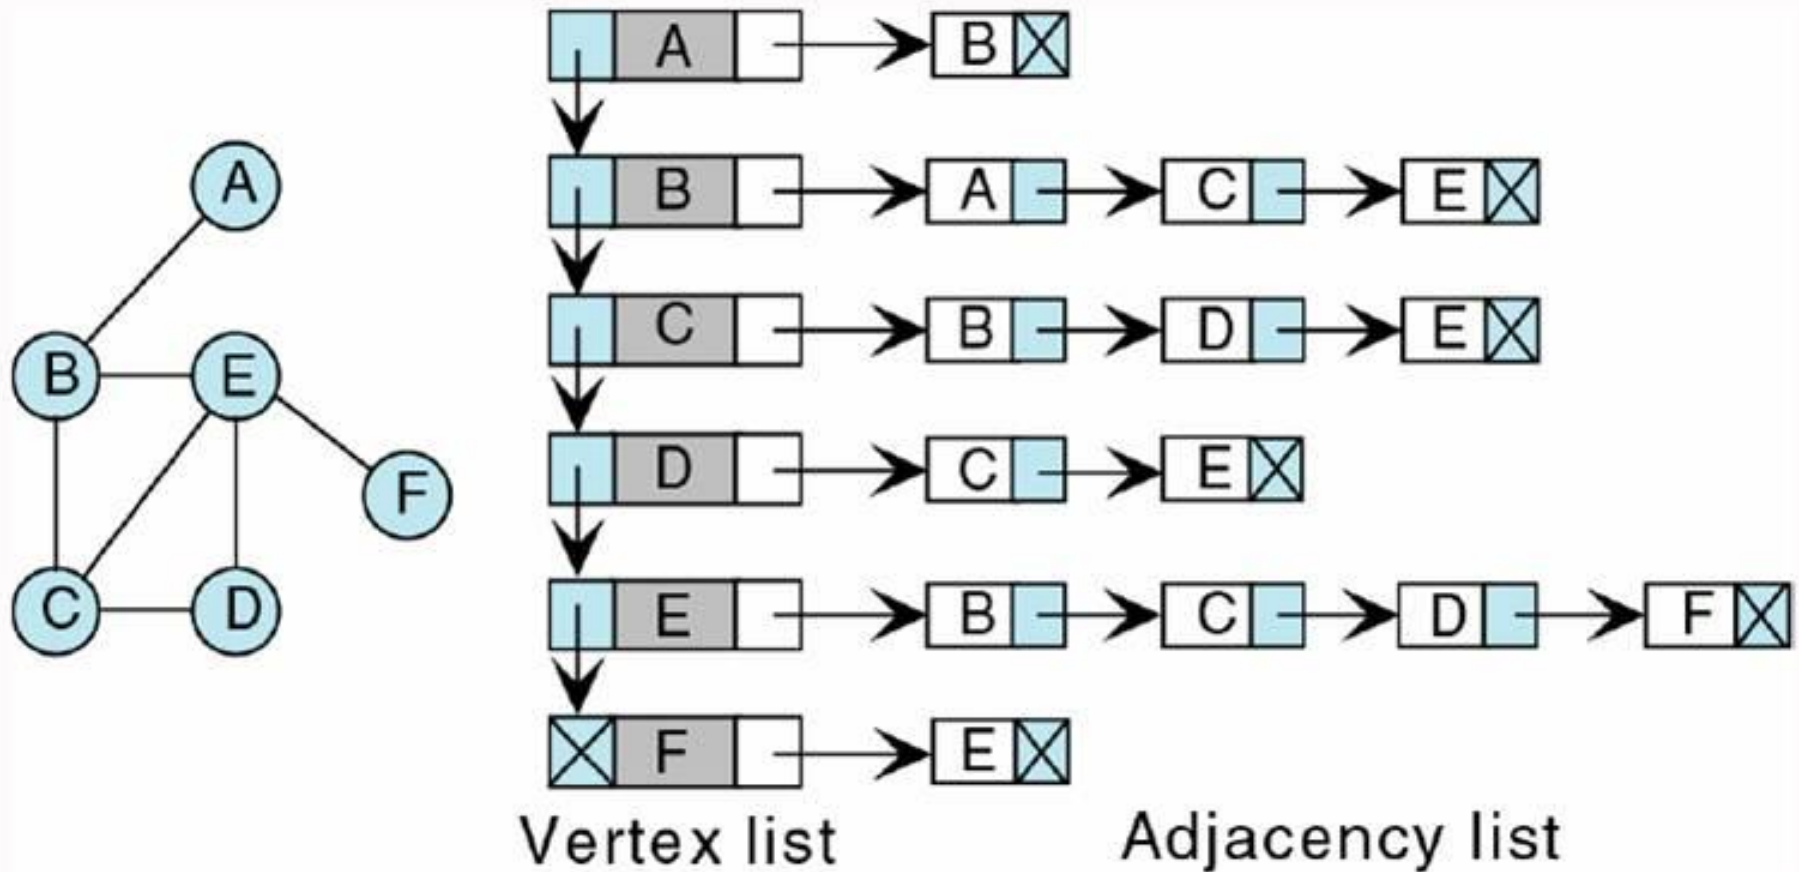 A
B E
F
C D
A B
B A C E
C B D E
D C E
E B C D F
F E
Vertex list Adjacency list